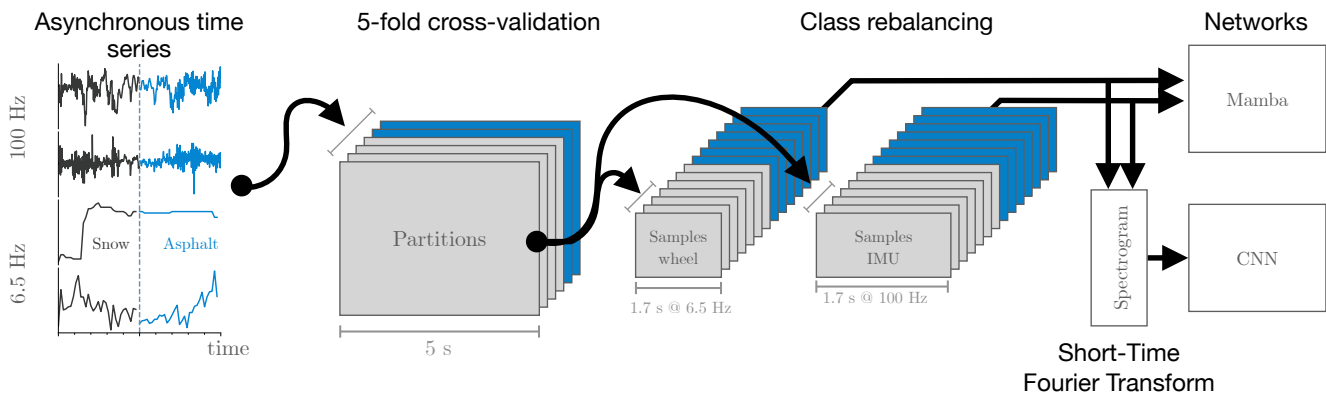 Asynchronous time
series
5-fold cross-validation
Class rebalancing
Networks
100 Hz
6.5 Hz
Snow
Asphalt
time
Partitions
5 s
Samples
wheel
1.7 s @ 6.5 Hz
Samples
IMU
1.7 s @ 100 Hz
Mamba
Spectrogram
CNN
Short-Time
Fourier Transform